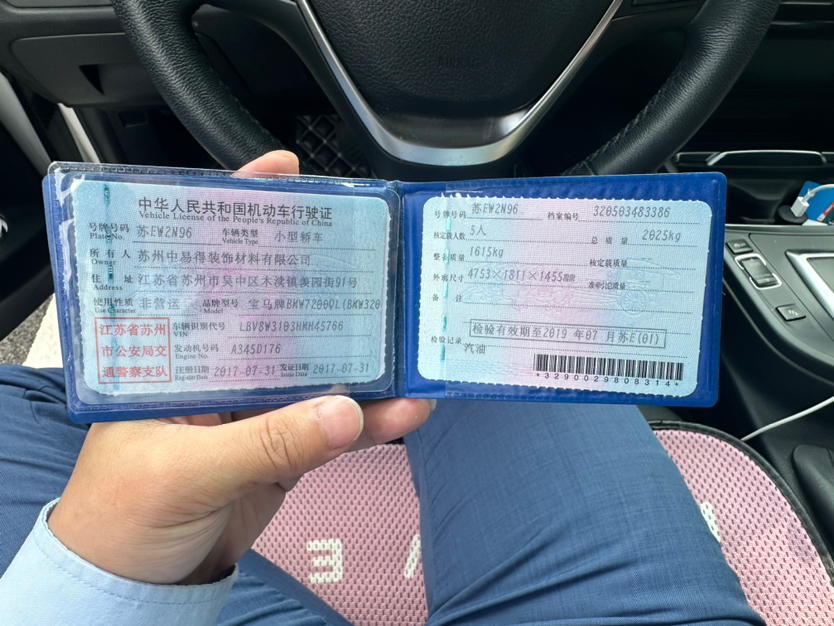 中华人民共和国机动车行驶证
Vehicle License of the People's Republic of China
号牌号码 苏EW2N96 车辆类型 小型轿车
Plate No. Vehicle Type
所有人 苏州中易得装饰材料有限公司
Owner
住址 江苏省苏州市吴中区木渎镇羡园街91号
Address
使用性质 非营运 品牌型号 宝马牌BMW7200QL(BMW320
Use Character Model
江苏省苏州
市公安局交
通警察支队
车辆识别代号 LBV8W3103HMM45766
VIN
发动机号码 A345D176
Engine No.
注册日期 2017-07-31 发证日期 2017-07-31
Register Date Issue Date
号牌号码 苏EW2N96 档案编号 320503483386
核定载人数 5人 总质量 2025kg
整备质量 1615kg 核定载质量
外廓尺寸 4753×1811×1455mm 准牵引总质量
备注
检验记录 检验有效期至2019 年07 月苏E(01)
汽油
*3290029808314*
E